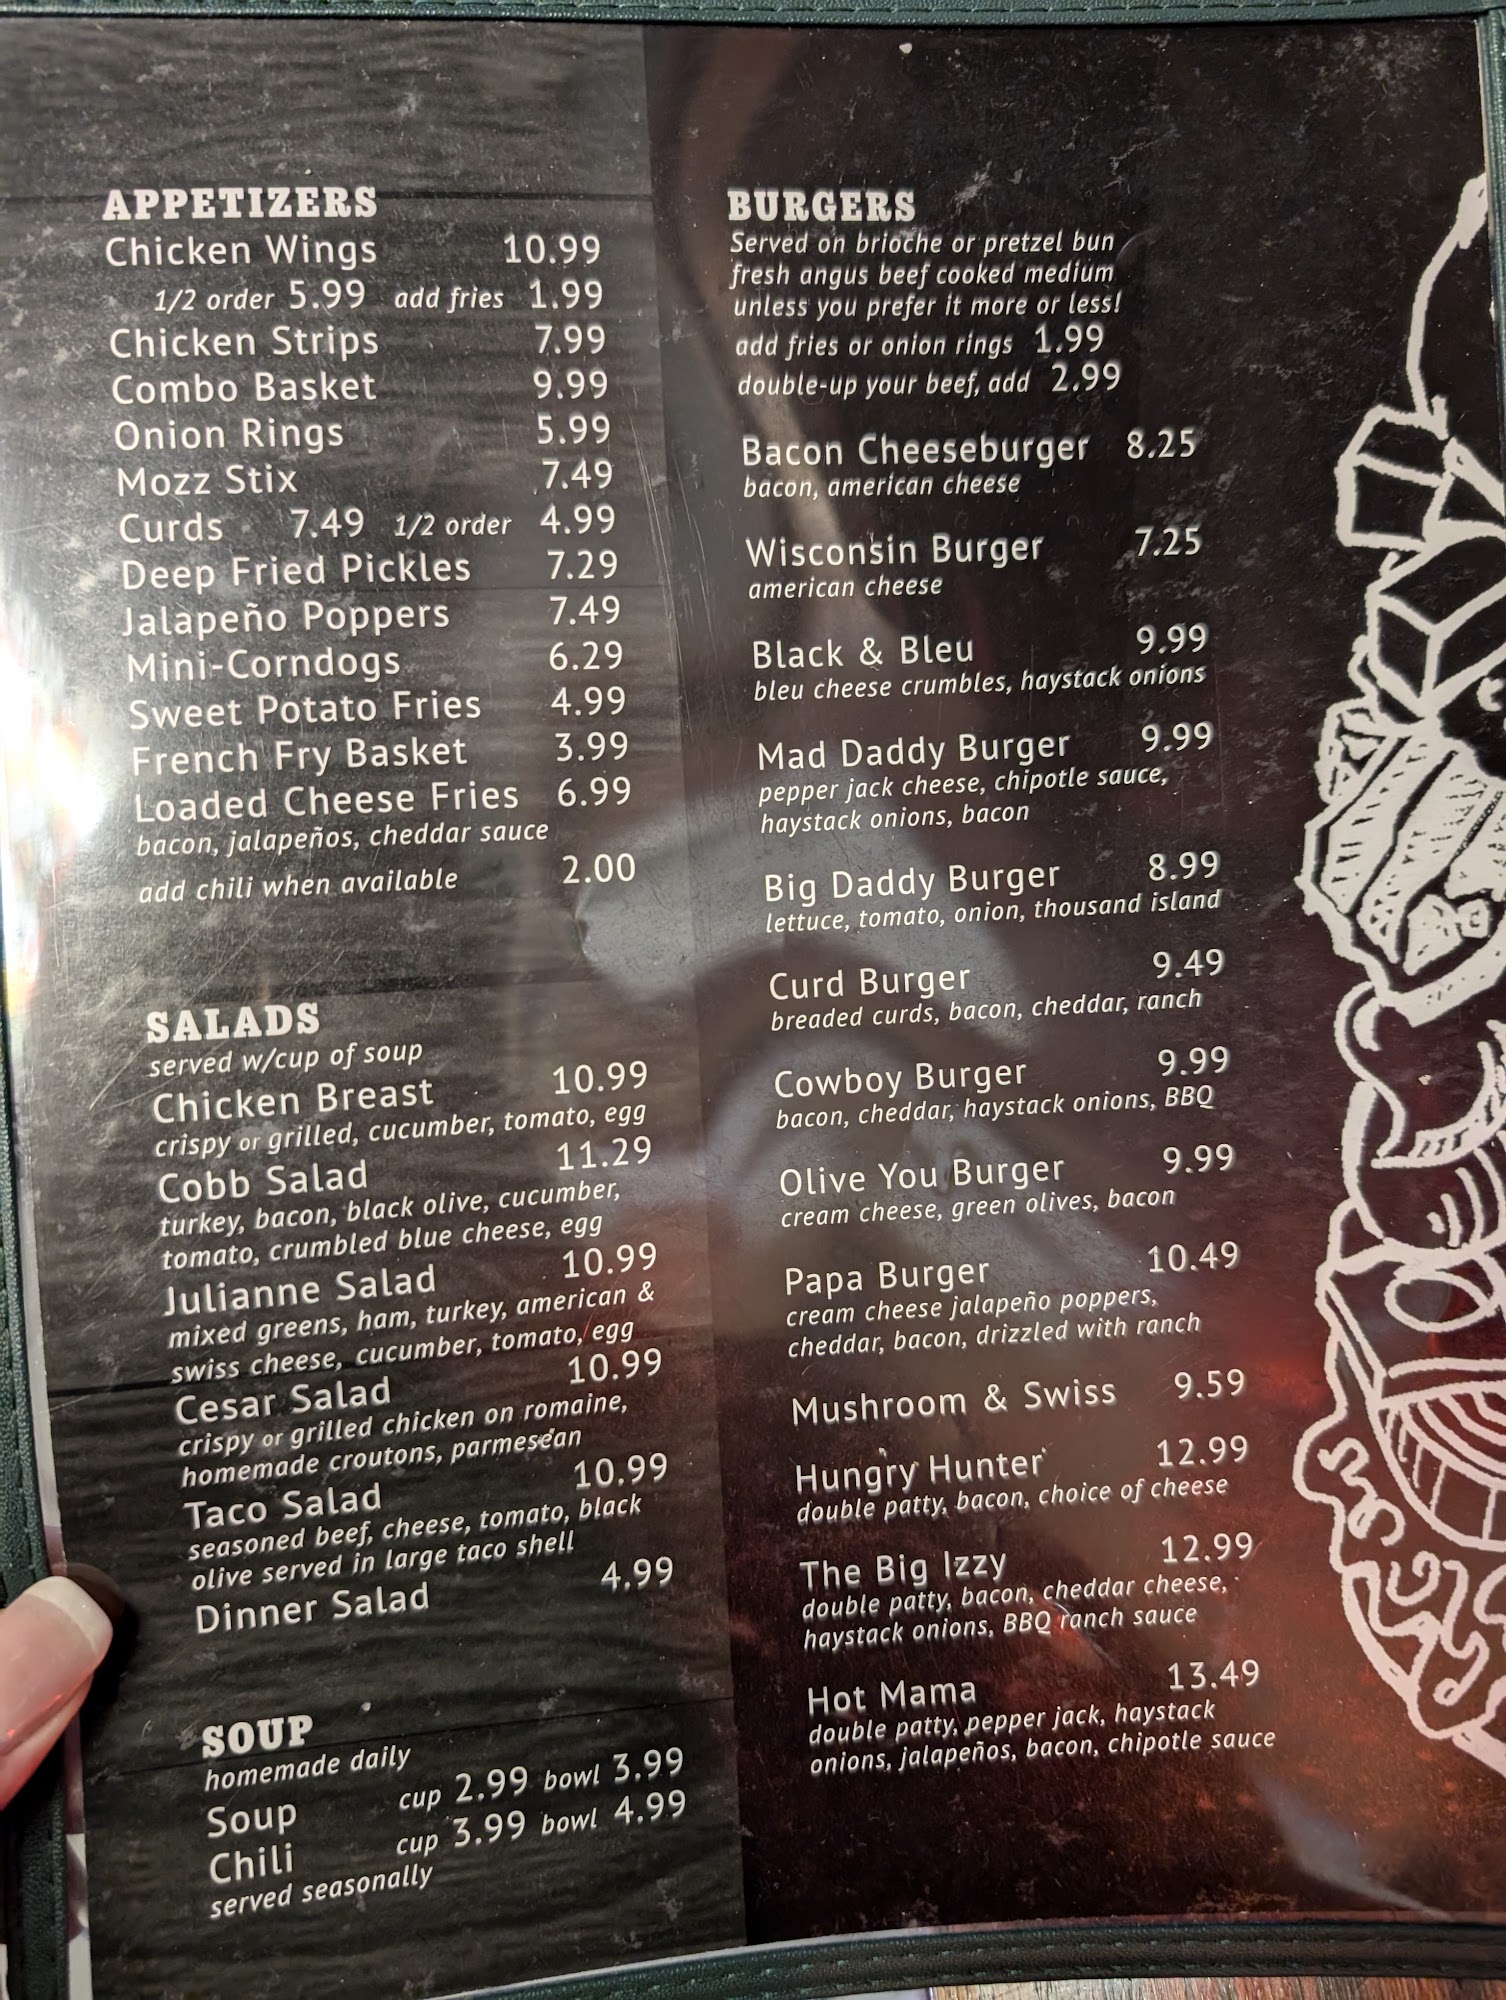 APPETIZERS
Chicken Wings 10.99
1/2 order 5.99 add fries 1.99
Chicken Strips 7.99
Combo Basket 9.99
Onion Rings 5.99
Mozz Stix 7.49
Curds 7.49 1/2 order 4.99
Deep Fried Pickles 7.29
Jalapeño Poppers 7.49
Mini-Corndogs 6.29
Sweet Potato Fries 4.99
French Fry Basket 3.99
Loaded Cheese Fries 6.99
bacon, jalapeños, cheddar sauce
add chili when available 2.00
SALADS
served w/cup of soup
Chicken Breast 10.99
crispy or grilled, cucumber, tomato, egg
Cobb Salad 11.29
turkey, bacon, black olive, cucumber,
tomato, crumbled blue cheese, egg
Julianne Salad 10.99
mixed greens, ham, turkey, american &
swiss cheese, cucumber, tomato, egg
Cesar Salad 10.99
crispy or grilled chicken on romaine,
homemade croutons, parmesean
Taco Salad 10.99
seasoned beef, cheese, tomato, black
olive served in large taco shell
Dinner Salad 4.99
SOUP
homemade daily
Soup cup 2.99 bowl 3.99
Chili cup 3.99 bowl 4.99
served seasonally
BURGERS
Served on brioche or pretzel bun
fresh angus beef cooked medium
unless you prefer it more or less!
add fries or onion rings 1.99
double-up your beef, add 2.99
Bacon Cheeseburger 8.25
bacon, american cheese
Wisconsin Burger 7.25
american cheese
Black & Bleu 9.99
bleu cheese crumbles, haystack onions
Mad Daddy Burger 9.99
pepper jack cheese, chipotle sauce,
haystack onions, bacon
Big Daddy Burger 8.99
lettuce, tomato, onion, thousand island
Curd Burger 9.49
breaded curds, bacon, cheddar, ranch
Cowboy Burger 9.99
bacon, cheddar, haystack onions, BBQ
Olive You Burger 9.99
cream cheese, green olives, bacon
Papa Burger 10.49
cream cheese jalapeño poppers,
cheddar, bacon, drizzled with ranch
Mushroom & Swiss 9.59
Hungry Hunter 12.99
double patty, bacon, choice of cheese
The Big Izzy 12.99
double patty, bacon, cheddar cheese,
haystack onions, BBQ ranch sauce
Hot Mama 13.49
double patty, pepper jack, haystack
onions, jalapeños, bacon, chipotle sauce